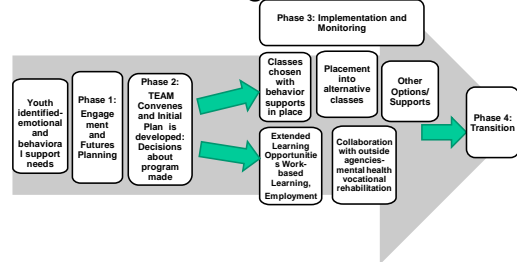 Phase 3: Implementation and
Monitoring
Youth
identified-
emotional
and
behaviora
l support
needs
Phase 1:
Engage
ment and
Futures
Planning
Phase 2:
TEAM
Convenes
and Initial
Plan is
developed:
Decisions
about
program
made
Classes
chosen
with
behavior
supports
in place
Placement
into
alternative
classes
Other
Options/
Supports
Extended
Learning
Opportunitie
s Work-
based
Learning,
Employment
Collaboration
with outside
agencies-
mental health
vocational
rehabilitation
Phase 4:
Transition